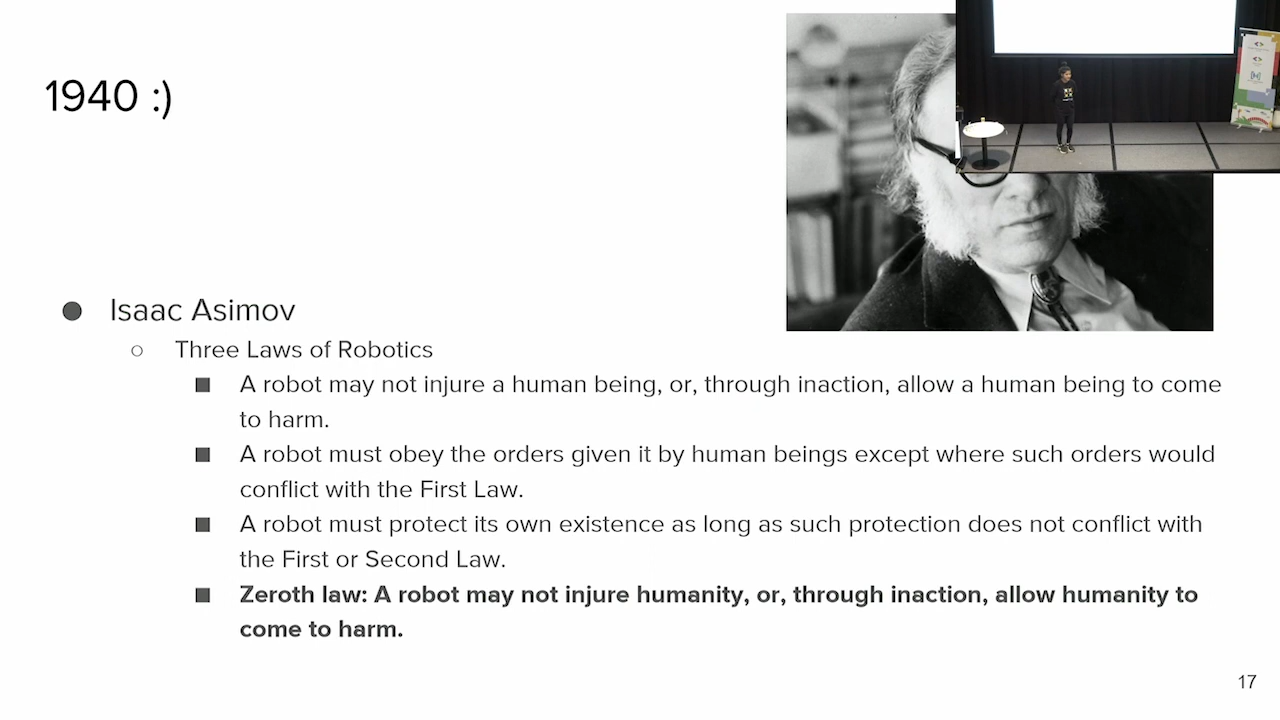 1940 :)
● Isaac Asimov
○ Three Laws of Robotics
■ A robot may not injure a human being, or, through inaction, allow a human being to come
to harm.
■ A robot must obey the orders given it by human beings except where such orders would
conflict with the First Law.
■ A robot must protect its own existence as long as such protection does not conflict with
the First or Second Law.
■ Zeroth law: A robot may not injure humanity, or, through inaction, allow humanity to
come to harm.
17